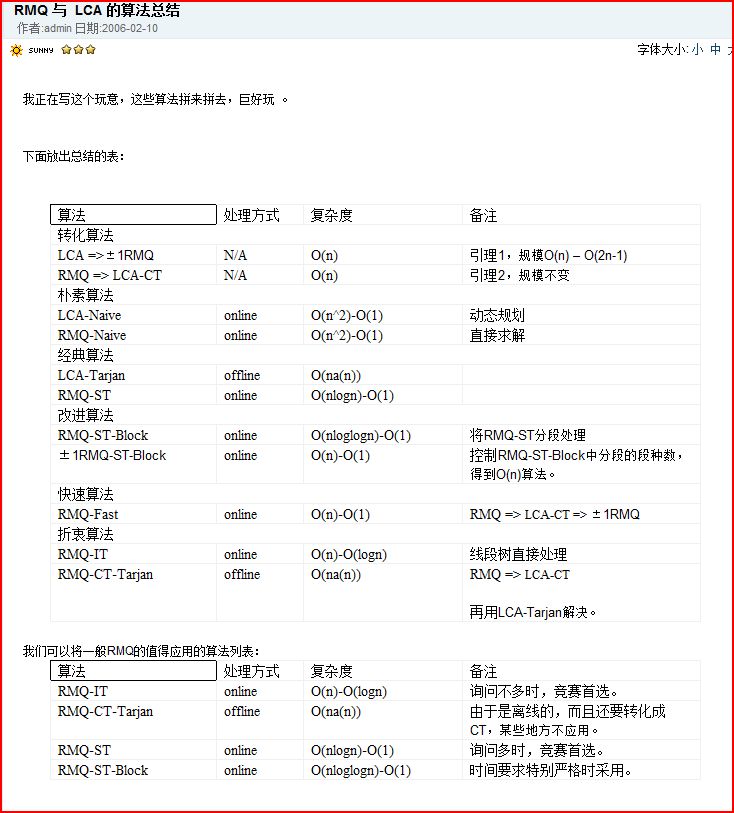 RMQ 与 LCA 的算法总结
作者:admin 日期:2006-02-10
SUNNY 字体大小: 小 中
我正在写这个玩意，这些算法拼来拼去，巨好玩 。
下面放出总结的表：
算法 处理方式 复杂度 备注
转化算法
LCA =>±1RMQ N/A O(n) 引理1，规模O(n) – O(2n-1)
RMQ => LCA-CT N/A O(n) 引理2，规模不变
朴素算法
LCA-Naive online O(n^2)-O(1) 动态规划
RMQ-Naive online O(n^2)-O(1) 直接求解
经典算法
LCA-Tarjan offline O(na(n))
RMQ-ST online O(nlogn)-O(1)
改进算法
RMQ-ST-Block online O(nloglogn)-O(1) 将RMQ-ST分段处理
±1RMQ-ST-Block online O(n)-O(1) 控制RMQ-ST-Block中分段的段种数，
得到O(n)算法。
快速算法
RMQ-Fast online O(n)-O(1) RMQ => LCA-CT => ±1RMQ
折衷算法
RMQ-IT online O(n)-O(logn) 线段树直接处理
RMQ-CT-Tarjan offline O(na(n)) RMQ => LCA-CT
再用LCA-Tarjan解决。
我们可以将一般RMQ的值得应用的算法列表：
算法 处理方式 复杂度 备注
RMQ-IT online O(n)-O(logn) 询问不多时，竞赛首选。
RMQ-CT-Tarjan offline O(na(n)) 由于是离线的，而且还要转化成
CT，某些地方不应用。
RMQ-ST online O(nlogn)-O(1) 询问多时，竞赛首选。
RMQ-ST-Block online O(nloglogn)-O(1) 时间要求特别严格时采用。